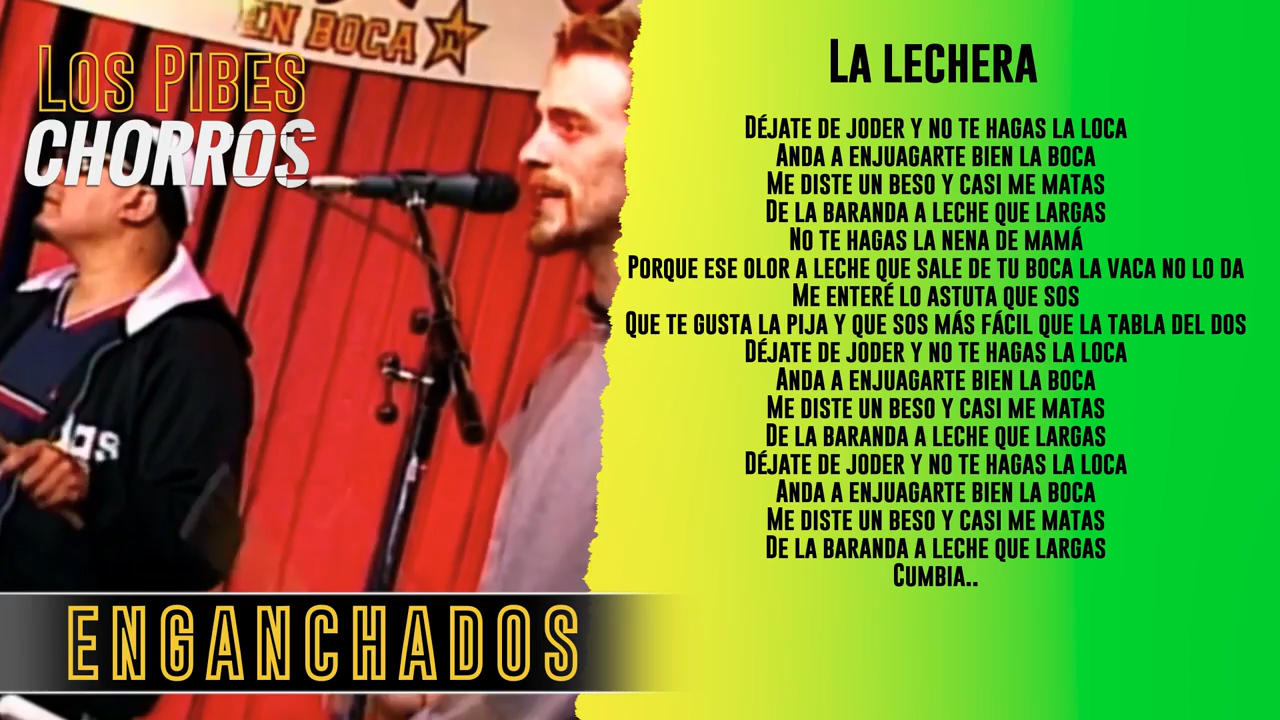 EN BOCA
LOS PIBES
CHORROS
ENGANCHADOS
LA LECHERA
DÉJATE DE JODER Y NO TE HAGAS LA LOCA
ANDA A ENJUAGARTE BIEN LA BOCA
ME DISTE UN BESO Y CASI ME MATAS
DE LA BARANDA A LECHE QUE LARGAS
NO TE HAGAS LA NENA DE MAMÁ
PORQUE ESE OLOR A LECHE QUE SALE DE TU BOCA LA VACA NO LO DA
ME ENTERÉ LO ASTUTA QUE SOS
QUE TE GUSTA LA PIJA Y QUE SOS MÁS FÁCIL QUE LA TABLA DEL DOS
DÉJATE DE JODER Y NO TE HAGAS LA LOCA
ANDA A ENJUAGARTE BIEN LA BOCA
ME DISTE UN BESO Y CASI ME MATAS
DE LA BARANDA A LECHE QUE LARGAS
DÉJATE DE JODER Y NO TE HAGAS LA LOCA
ANDA A ENJUAGARTE BIEN LA BOCA
ME DISTE UN BESO Y CASI ME MATAS
DE LA BARANDA A LECHE QUE LARGAS
CUMBIA..